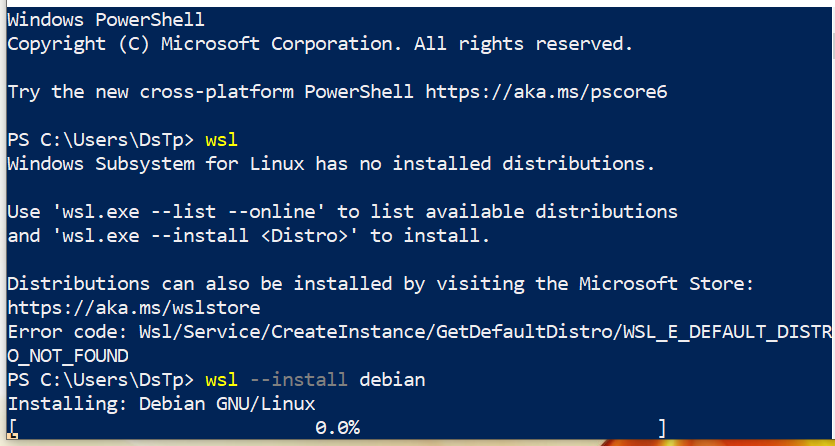 Windows PowerShell
Copyright (C) Microsoft Corporation. All rights reserved.
Try the new cross-platform PowerShell https://aka.ms/pscore6
PS C:\Users\DsTp> wsl
Windows Subsystem for Linux has no installed distributions.
Use 'wsl.exe --list --online' to list available distributions
and 'wsl.exe --install <Distro>' to install.
Distributions can also be installed by visiting the Microsoft Store:
https://aka.ms/wslstore
Error code: Wsl/Service/CreateInstance/GetDefaultDistro/WSL_E_DEFAULT_DISTR
O_NOT_FOUND
PS C:\Users\DsTp> wsl --install debian
Installing: Debian GNU/Linux
[                           0.0%                           ]